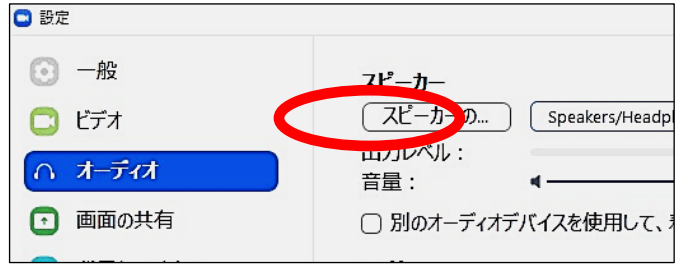 設定
一般
ビデオ
オーディオ
画面の共有
スピーカー
スピーカーの...
Speakers/Headp
出力レベル：
音量：
別のオーディオデバイスを使用して、